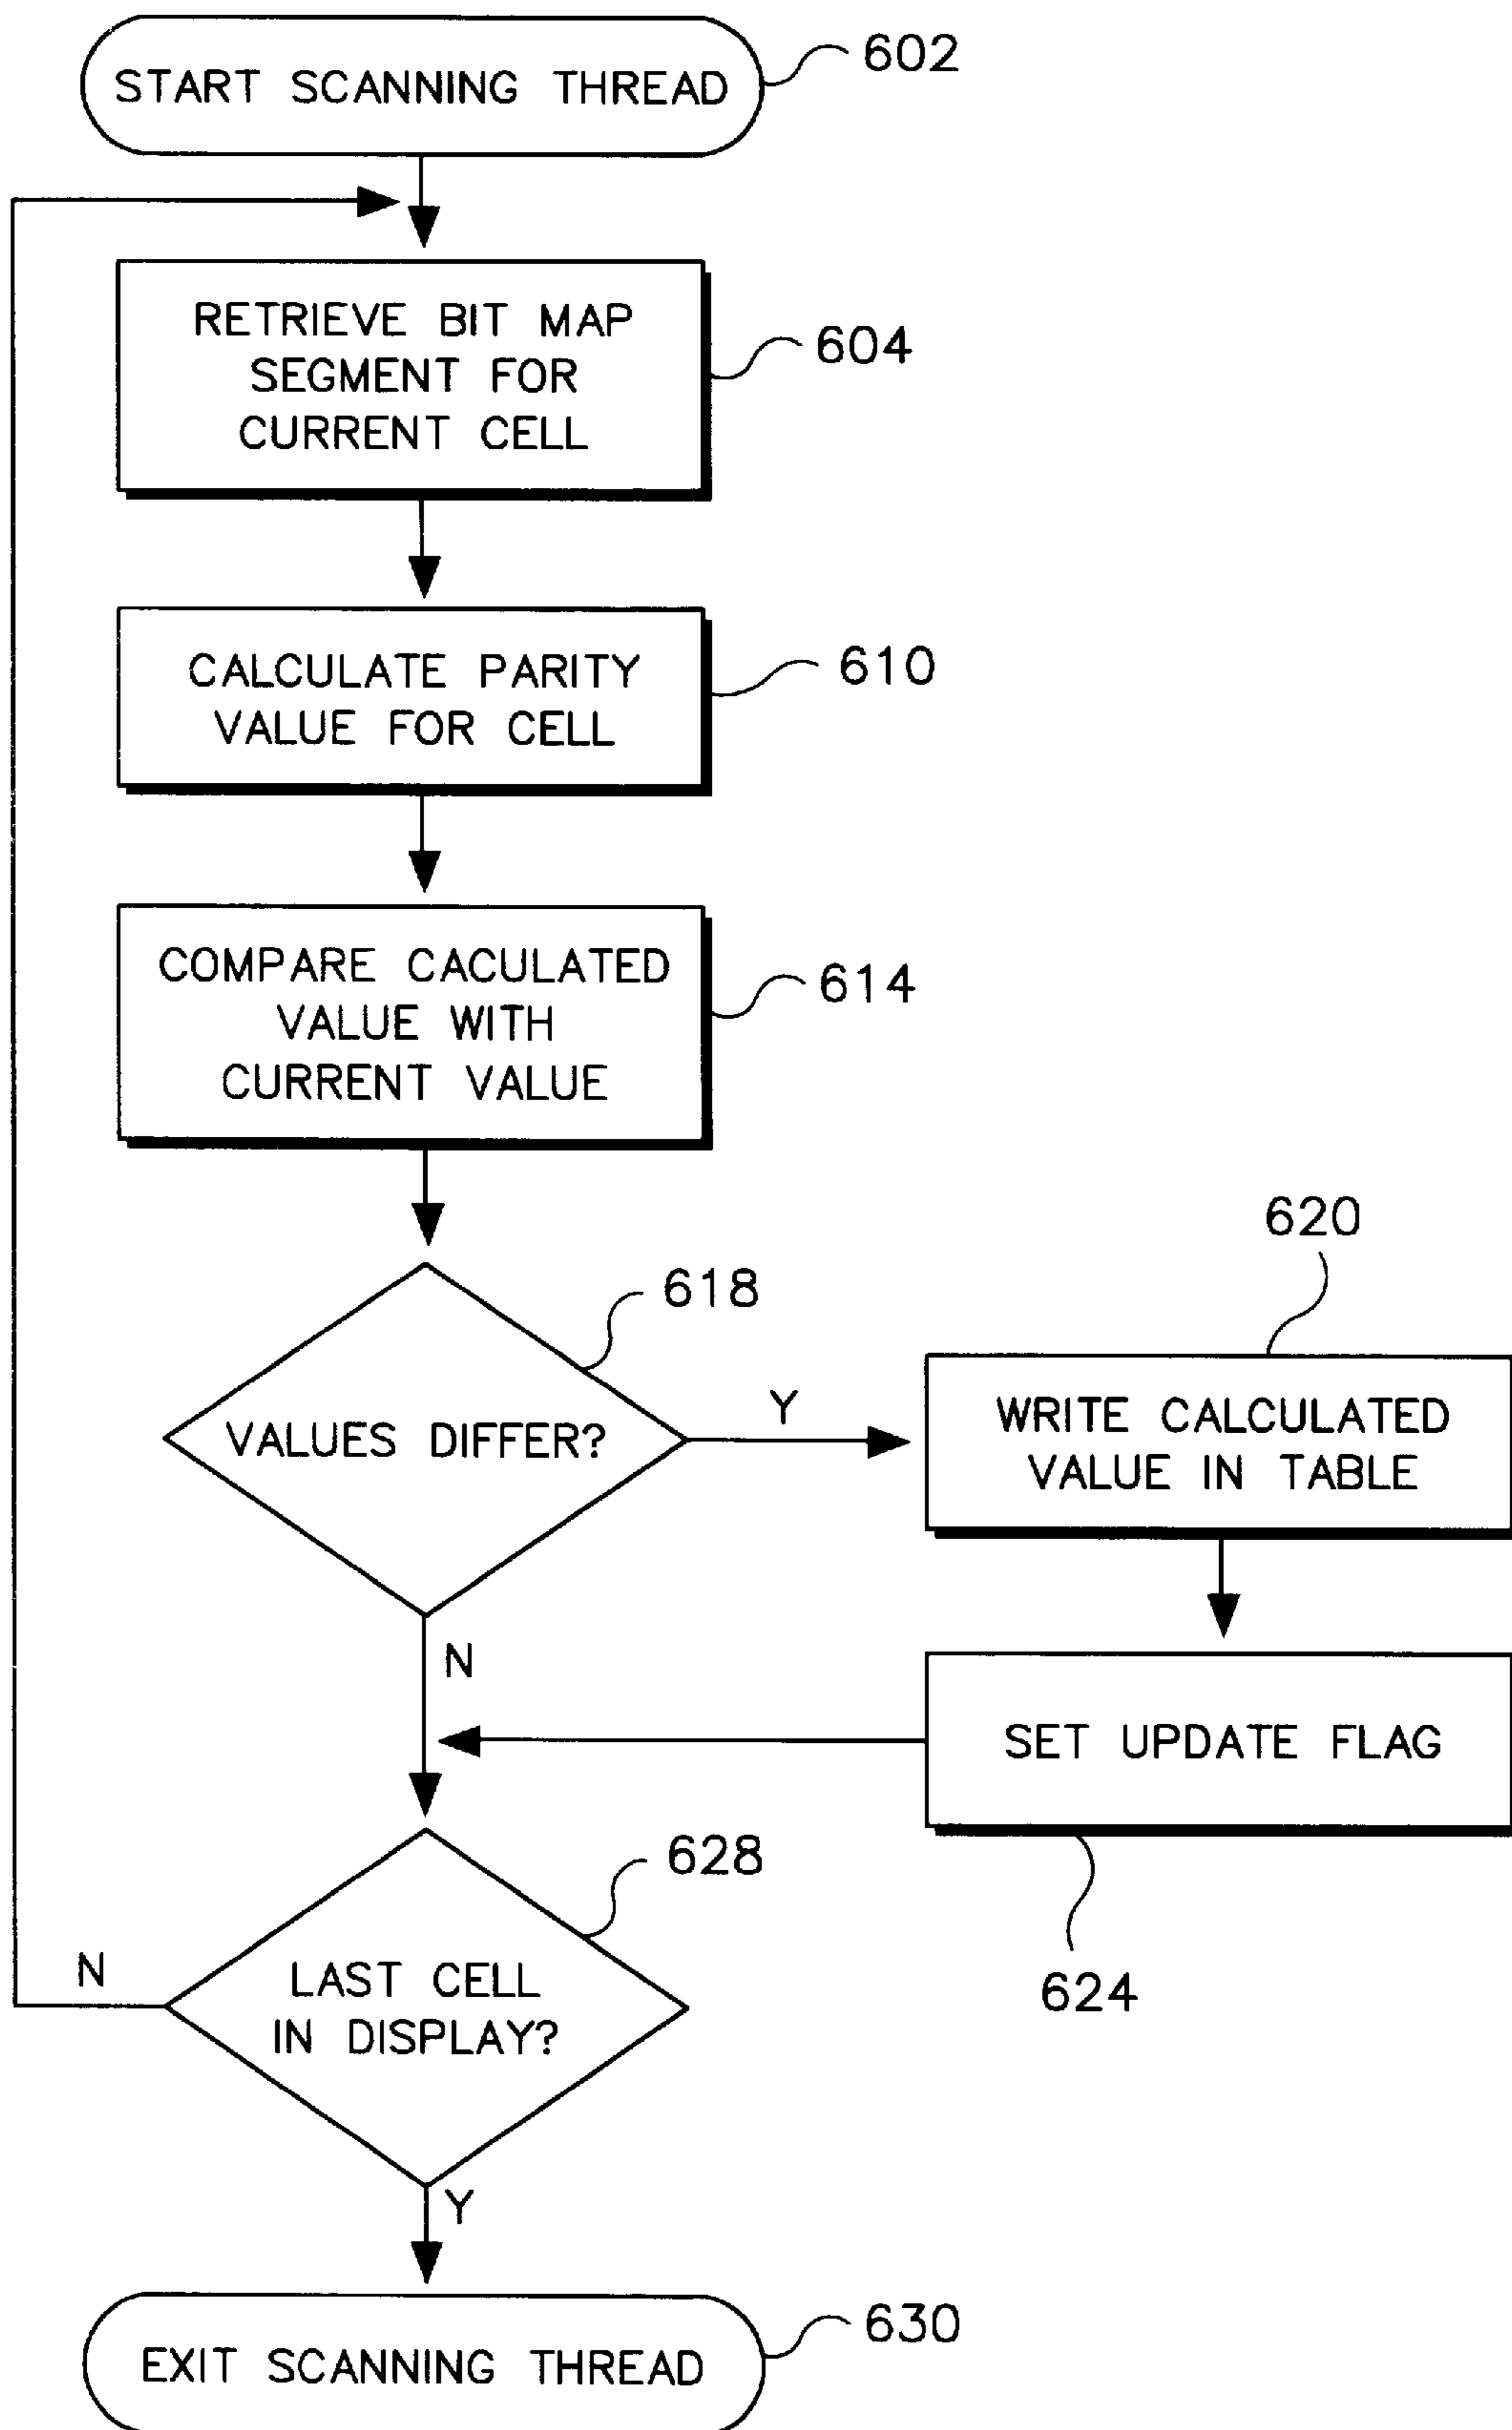 START SCANNING THREAD
602
RETRIEVE BIT MAP
SEGMENT FOR
CURRENT CELL
604
CALCULATE PARITY
VALUE FOR CELL
610
COMPARE CACULATED
VALUE WITH
CURRENT VALUE
614
618
VALUES DIFFER?
Y
620
WRITE CALCULATED
VALUE IN TABLE
N
SET UPDATE FLAG
624
628
LAST CELL
IN DISPLAY?
N
Y
EXIT SCANNING THREAD
630